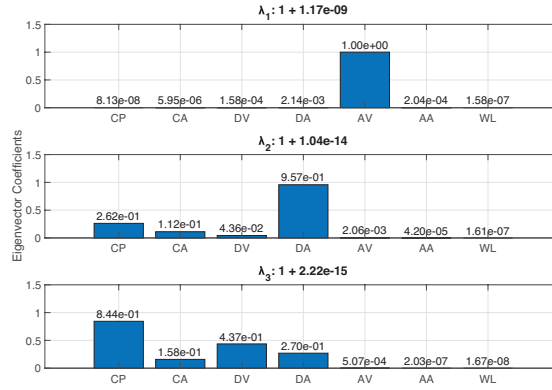 λ1: 1 + 1.17e-09
1.5
1
0.5
0
8.13e-08 5.95e-06 1.58e-04 2.14e-03 1.00e+00 2.04e-04 1.58e-07
CP CA DV DA AV AA WL
λ2: 1 + 1.04e-14
Eigenvector Coefficients
1.5
1
0.5
0
2.62e-01 1.12e-01 4.36e-02 9.57e-01 2.06e-03 4.20e-05 1.61e-07
CP CA DV DA AV AA WL
λ3: 1 + 2.22e-15
1.5
1
0.5
0
8.44e-01 1.58e-01 4.37e-01 2.70e-01 5.07e-04 2.03e-07 1.67e-08
CP CA DV DA AV AA WL